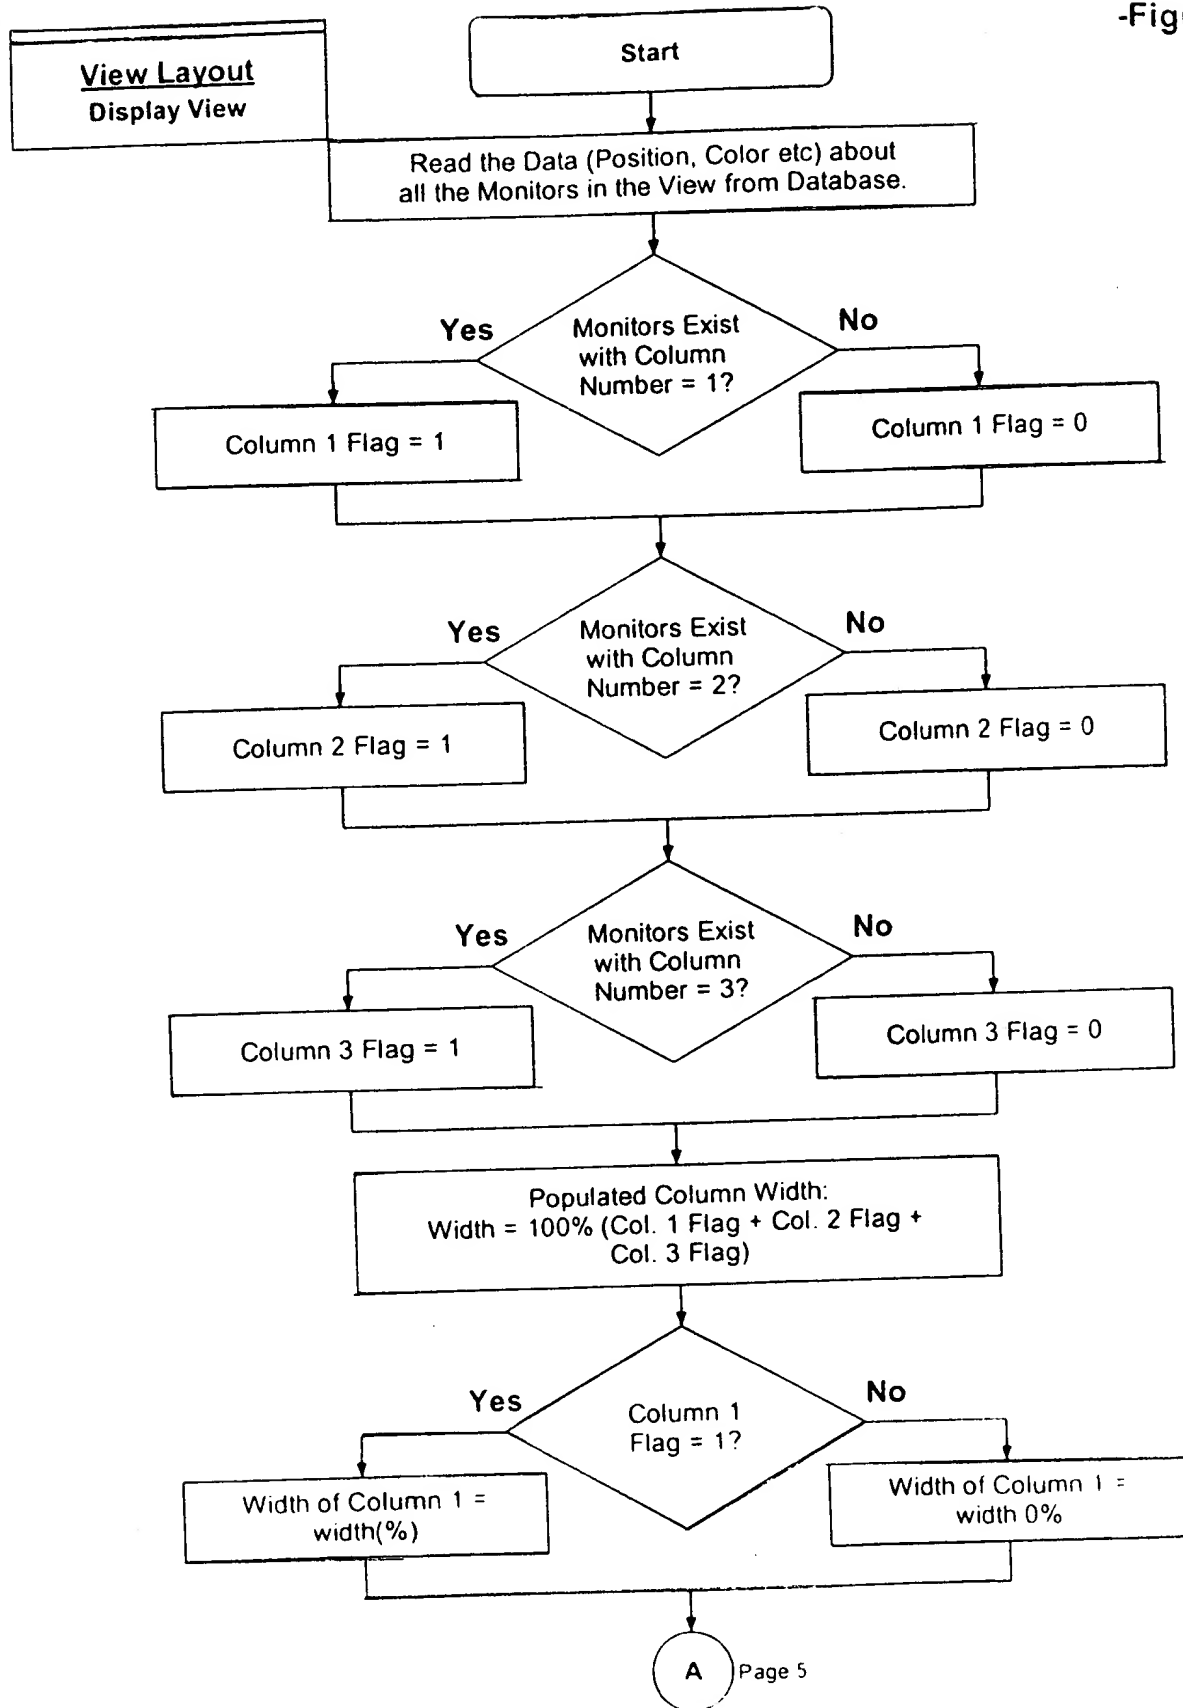 -Fig
View Layout
Display View
Start
Read the Data (Position, Color etc) about
all the Monitors in the View from Database.
Monitors Exist
with Column
Number = 1?
Yes
No
Column 1 Flag = 1
Column 1 Flag = 0
Monitors Exist
with Column
Number = 2?
Yes
No
Column 2 Flag = 1
Column 2 Flag = 0
Monitors Exist
with Column
Number = 3?
Yes
No
Column 3 Flag = 1
Column 3 Flag = 0
Populated Column Width:
Width = 100% (Col. 1 Flag + Col. 2 Flag +
Col. 3 Flag)
Column 1
Flag = 1?
Yes
No
Width of Column 1 =
width(%)
Width of Column 1 =
width 0%
A
Page 5